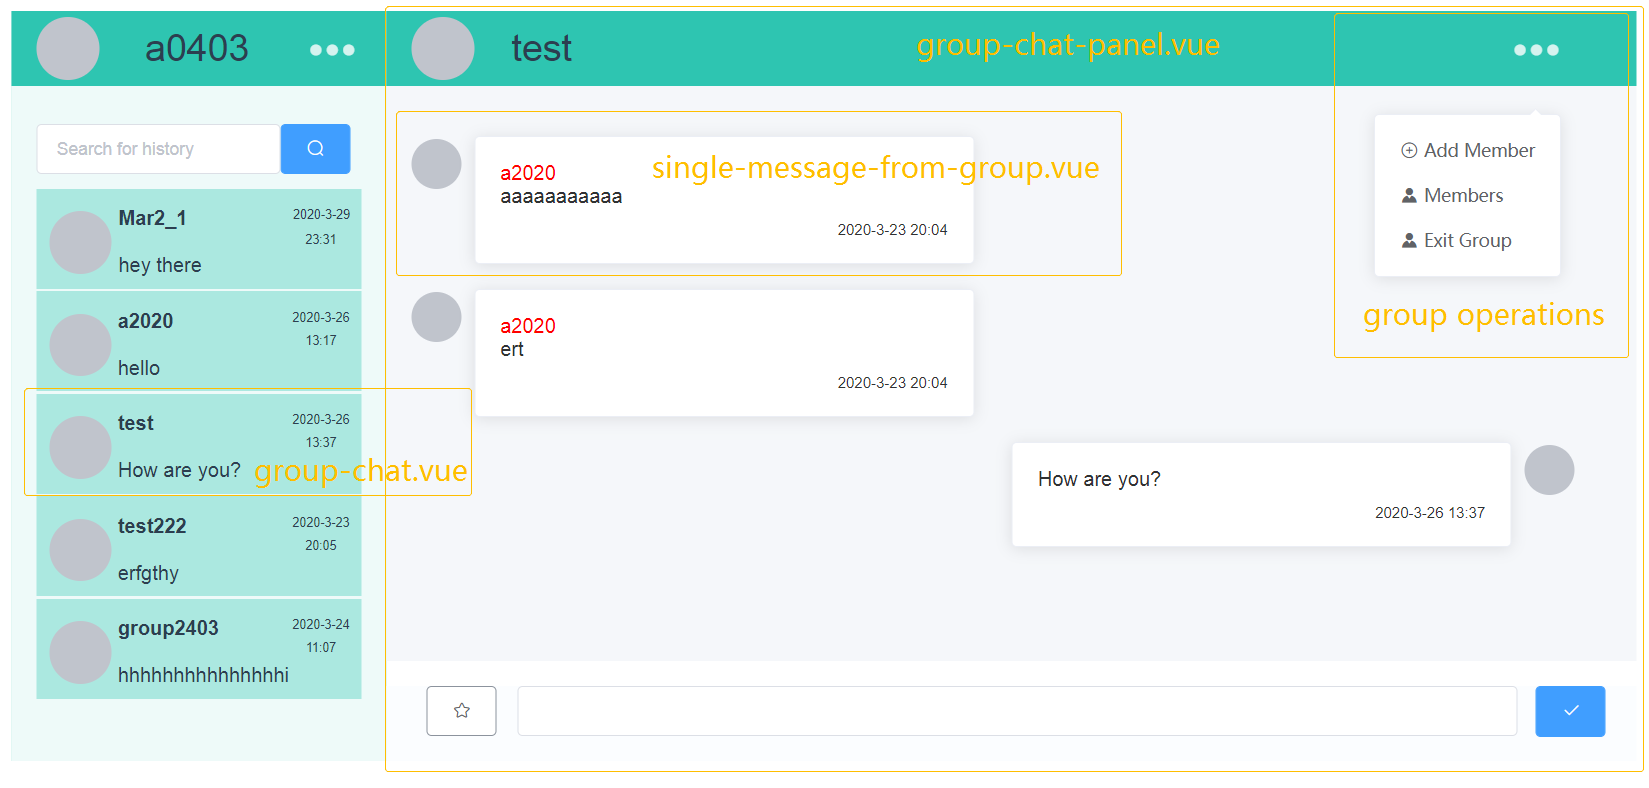 a0403
Search for history
Mar2_1
2020-3-29
23:31
hey there
a2020
2020-3-26
13:17
hello
test
2020-3-26
13:37
How are you?
group-chat.vue
test222
2020-3-23
20:05
erfgthy
group2403
2020-3-24
11:07
hhhhhhhhhhhhhhhi
test
group-chat-panel.vue
a2020
aaaaaaaaaaa
single-message-from-group.vue
2020-3-23 20:04
a2020
ert
2020-3-23 20:04
How are you?
2020-3-26 13:37
Add Member
Members
Exit Group
group operations